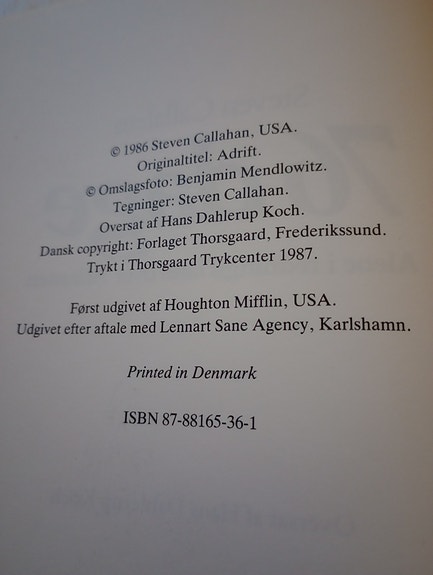 © 1986 Steven Callahan, USA.
Originaltitel: Adrift.
© Omslagsfoto: Benjamin Mendlowitz.
Tegninger: Steven Callahan.
Oversat af Hans Dahlerup Koch.
Dansk copyright: Forlaget Thorsgaard, Frederikssund.
Trykt i Thorsgaard Trykcenter 1987.
Først udgivet af Houghton Mifflin, USA.
Udgivet efter aftale med Lennart Sane Agency, Karlshamn.
Printed in Denmark
ISBN 87-88165-36-1